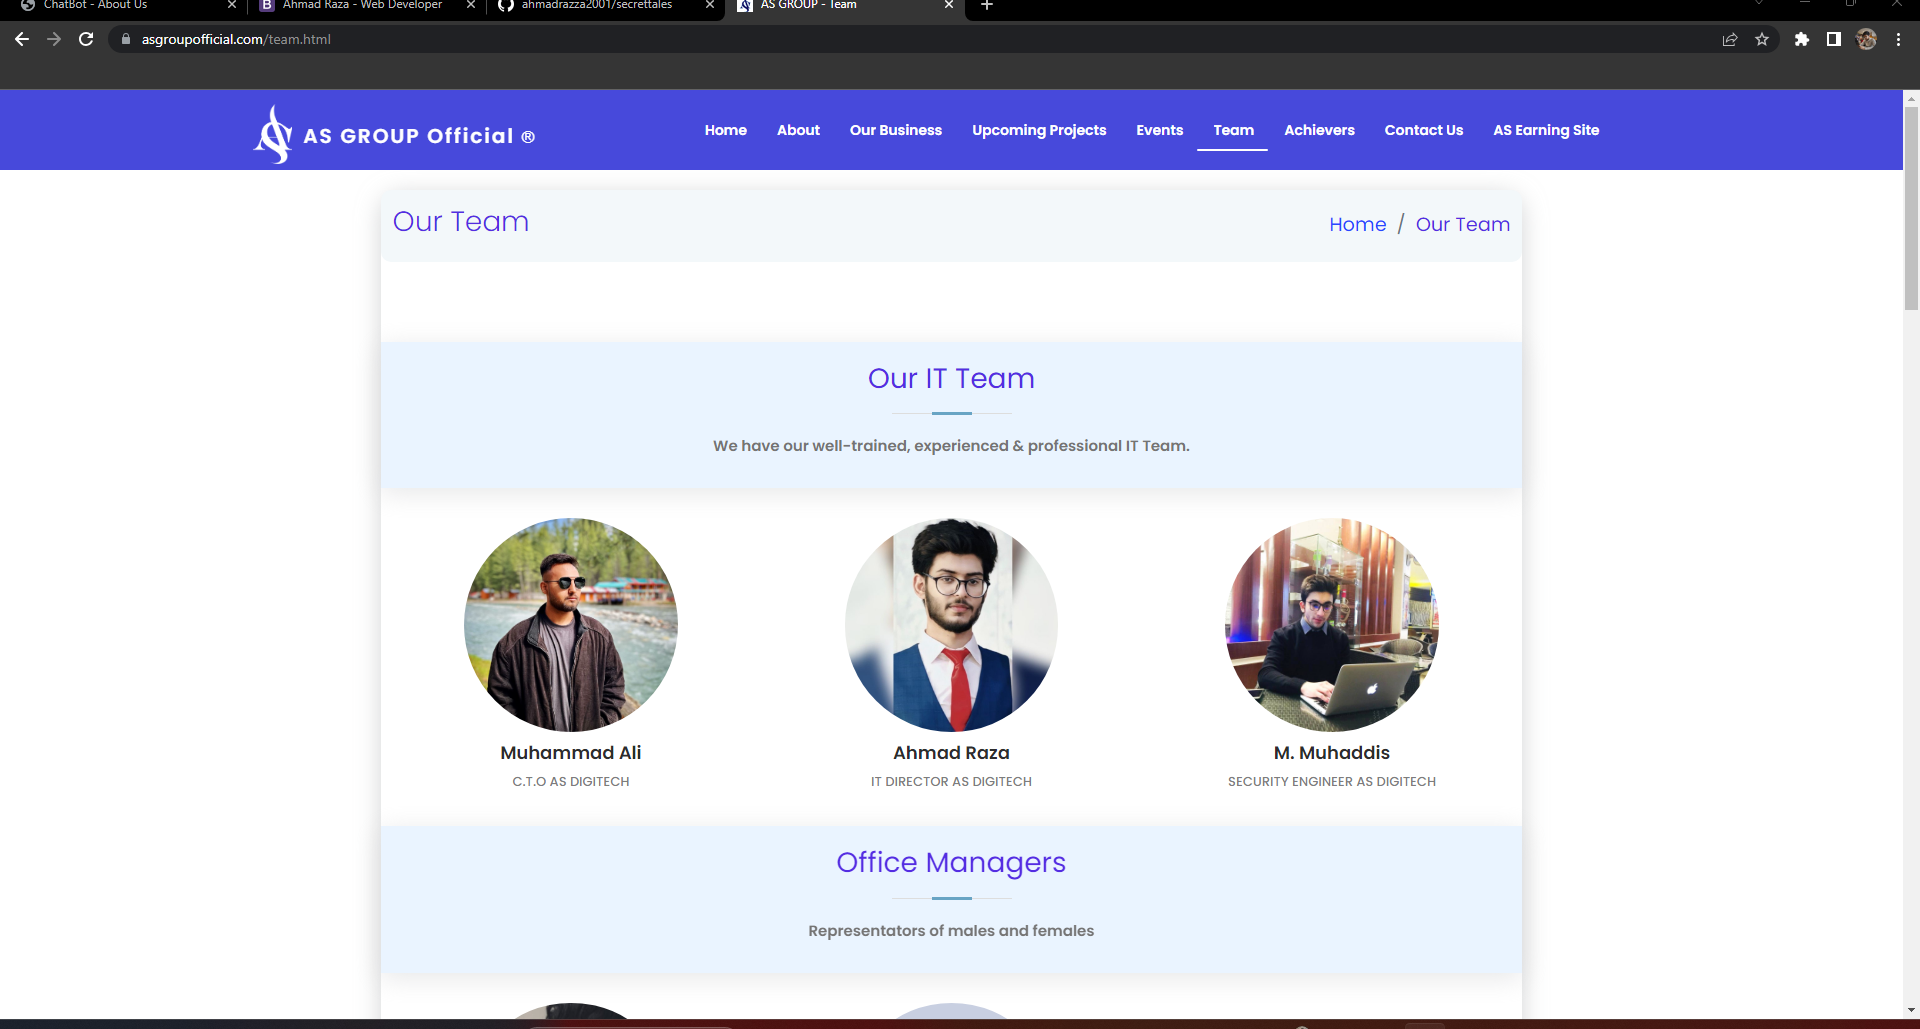 ChatBot - About Us
Ahmad Raza - Web Developer
ahmadrazza2001/secrettales
AS GROUP - Team
asgroupofficial.com/team.html
AS GROUP Official ®
Home
About
Our Business
Upcoming Projects
Events
Team
Achievers
Contact Us
AS Earning Site
Our Team
Home / Our Team
Our IT Team
We have our well-trained, experienced & professional IT Team.
Muhammad Ali
C.T.O AS DIGITECH
Ahmad Raza
IT DIRECTOR AS DIGITECH
M. Muhaddis
SECURITY ENGINEER AS DIGITECH
Office Managers
Representators of males and females